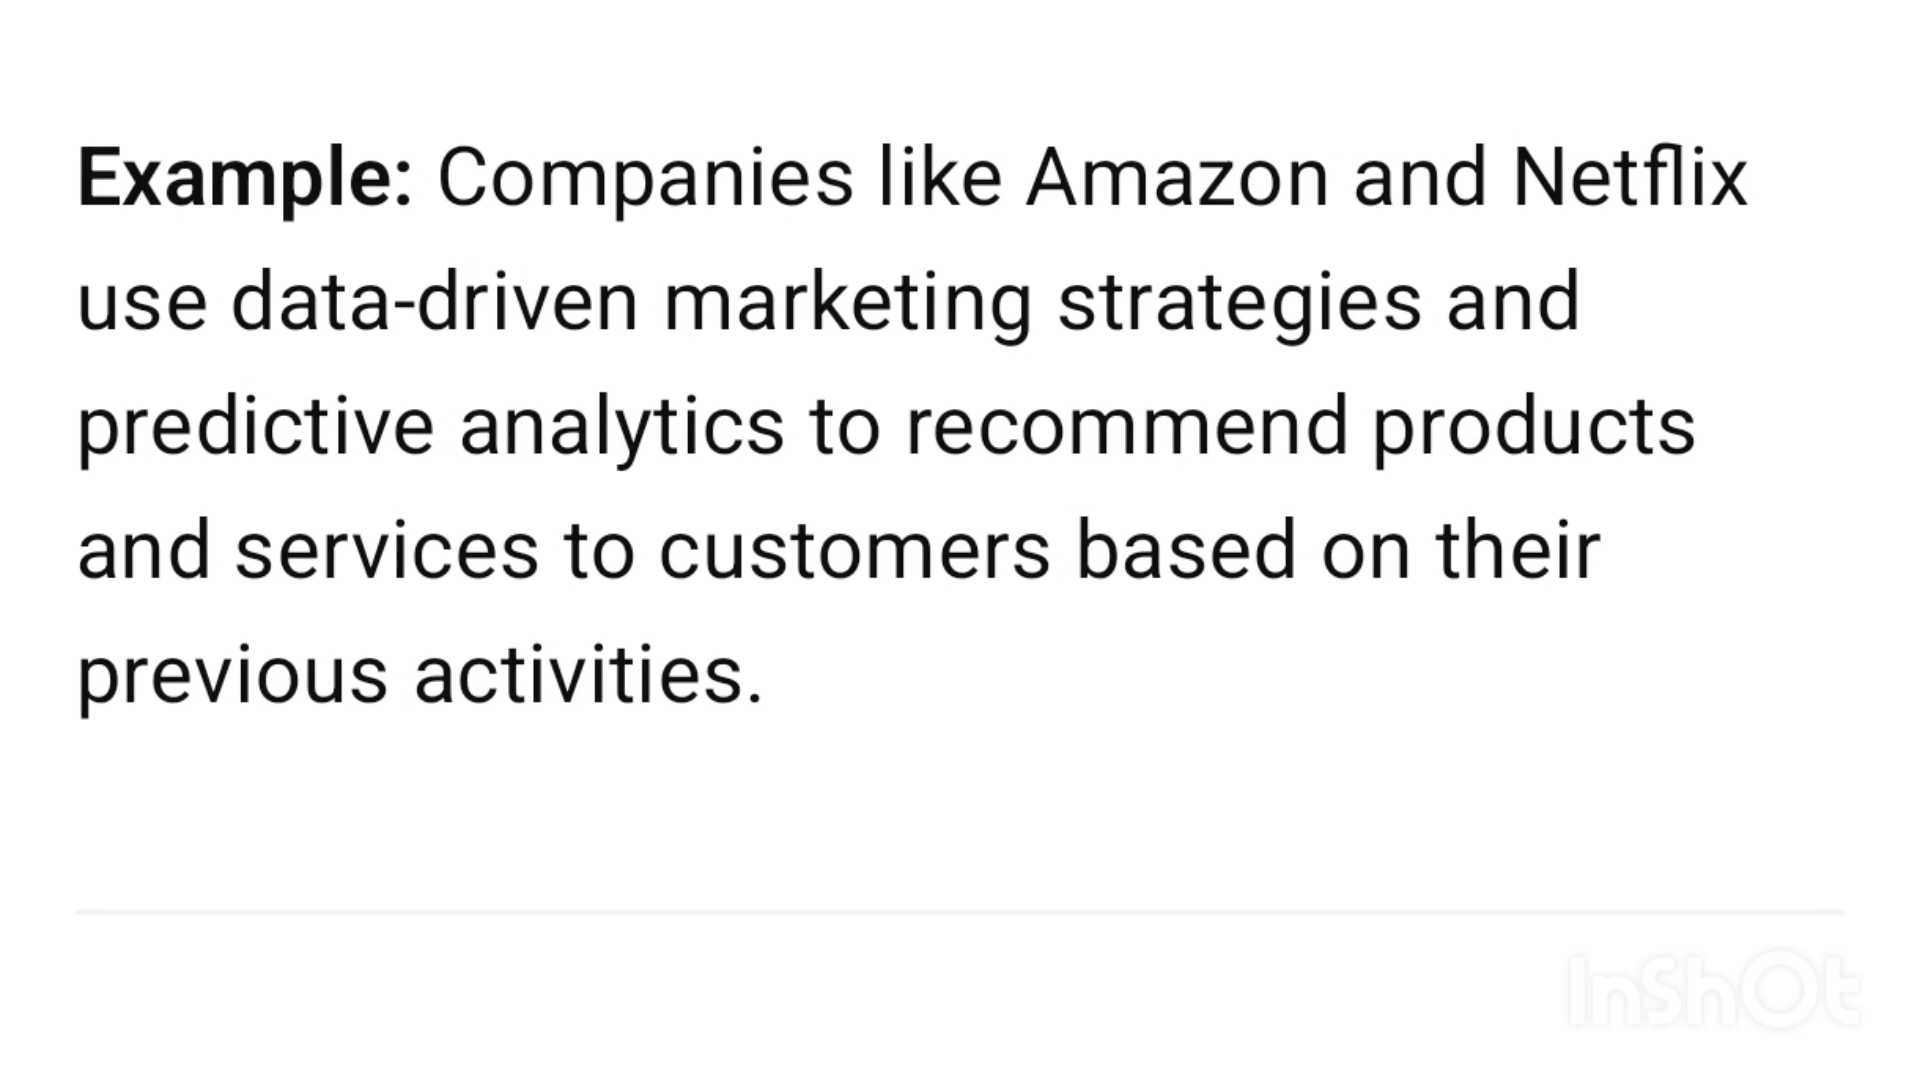 Example: Companies like Amazon and Netflix
use data-driven marketing strategies and
predictive analytics to recommend products
and services to customers based on their
previous activities.
InShOt